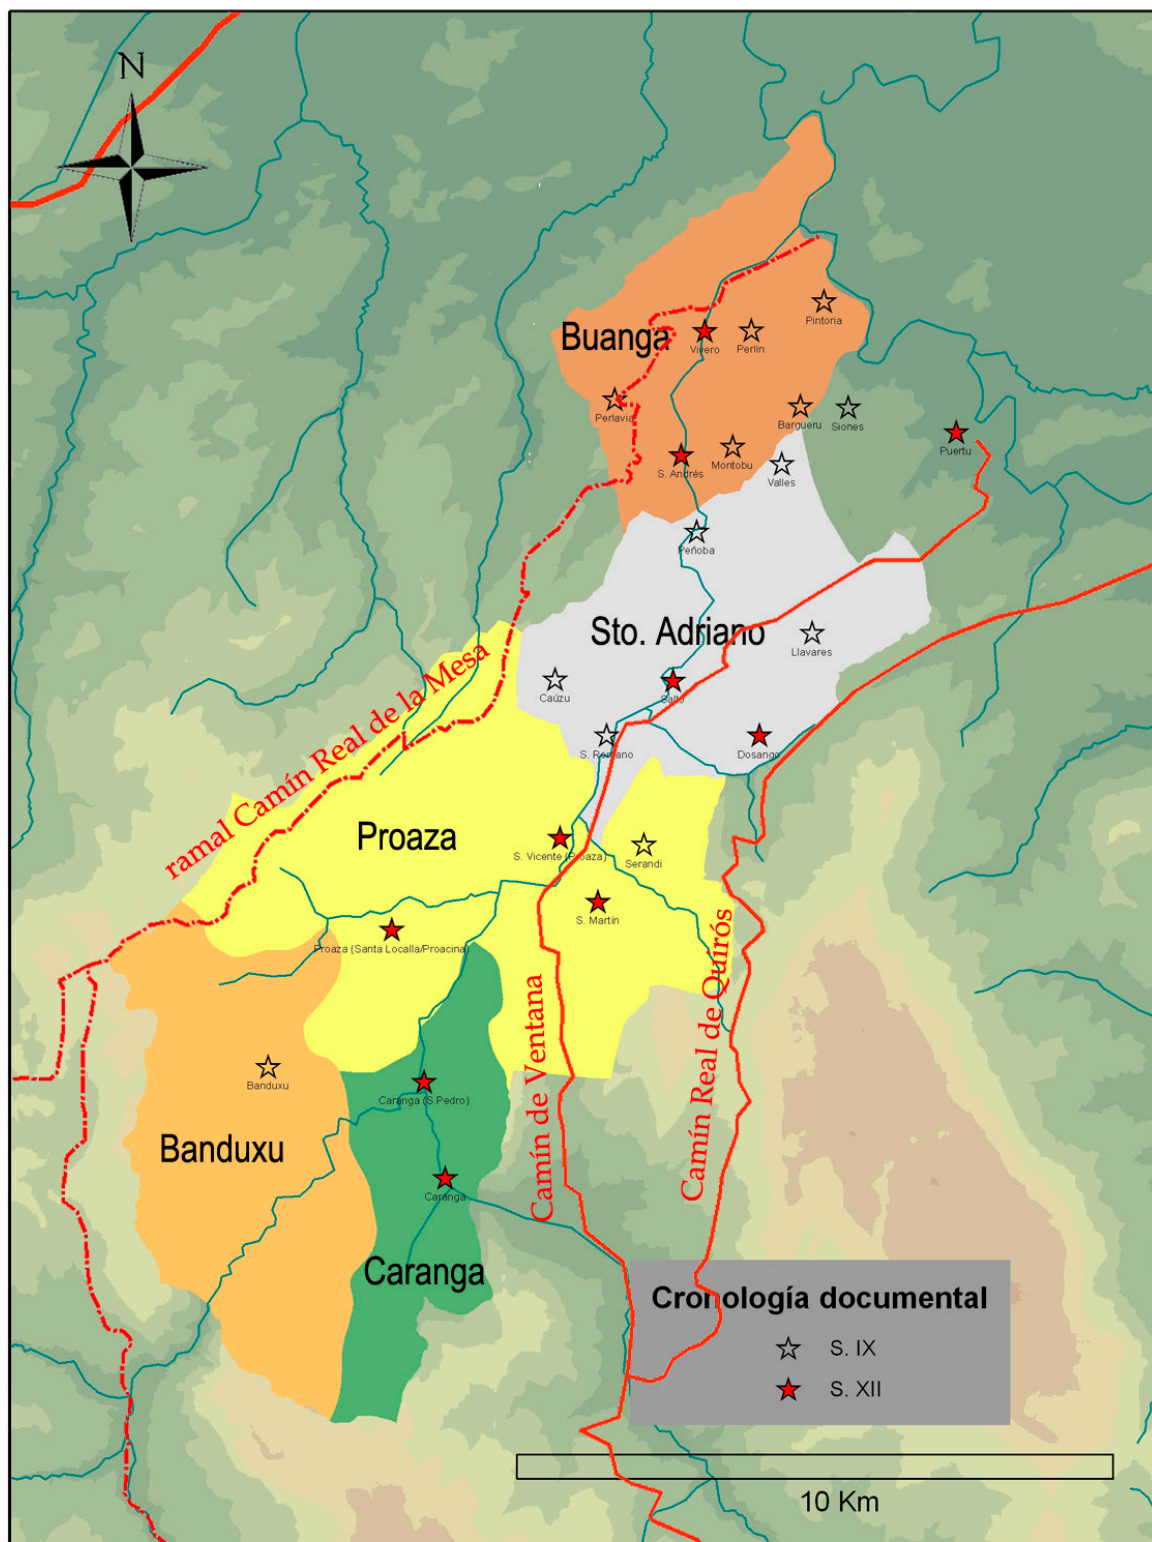 N
Pintoria
Buanga
Vivero
Perlín
Perlavia
Bargueru
Siones
Puertu
S. Andrés
Montobu
Valles
Peñoba
Sto. Adriano
Llavares
Caúzu
Salto
S. Romano
Dosango
ramal Camín Real de la Mesa
Proaza
S. Vicente (Proaza)
Serandi
S. Martín
Proaza (Santa Localla/Proacina)
Camín de Ventana
Camín Real de Quirós
Banduxu
Caranga (S.Pedro)
Banduxu
Caranga
Caranga
Cronología documental
S. IX
S. XII
10 Km